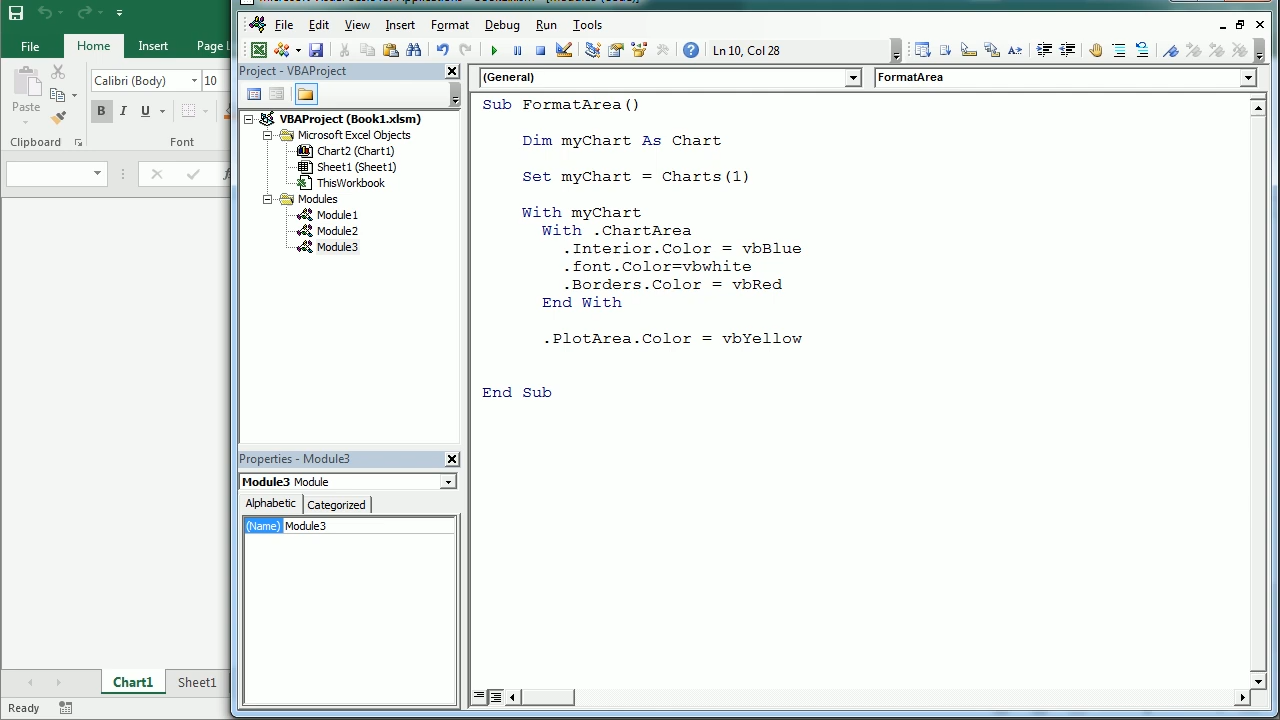 File
Home
Insert
Page L
Paste
Calibri (Body)
10
B I U
Clipboard
Font
Chart1
Sheet1
Ready
File Edit View Insert Format Debug Run Tools
Ln 10, Col 28
Project - VBAProject
VBAProject (Book1.xlsm)
Microsoft Excel Objects
Chart2 (Chart1)
Sheet1 (Sheet1)
ThisWorkbook
Modules
Module1
Module2
Module3
Properties - Module3
Module3 Module
Alphabetic
Categorized
(Name) Module3
(General)
FormatArea
Sub FormatArea()
Dim myChart As Chart
Set myChart = Charts(1)
With myChart
With .ChartArea
.Interior.Color = vbBlue
.font.Color=vbwhite
.Borders.Color = vbRed
End With
.PlotArea.Color = vbYellow
End Sub